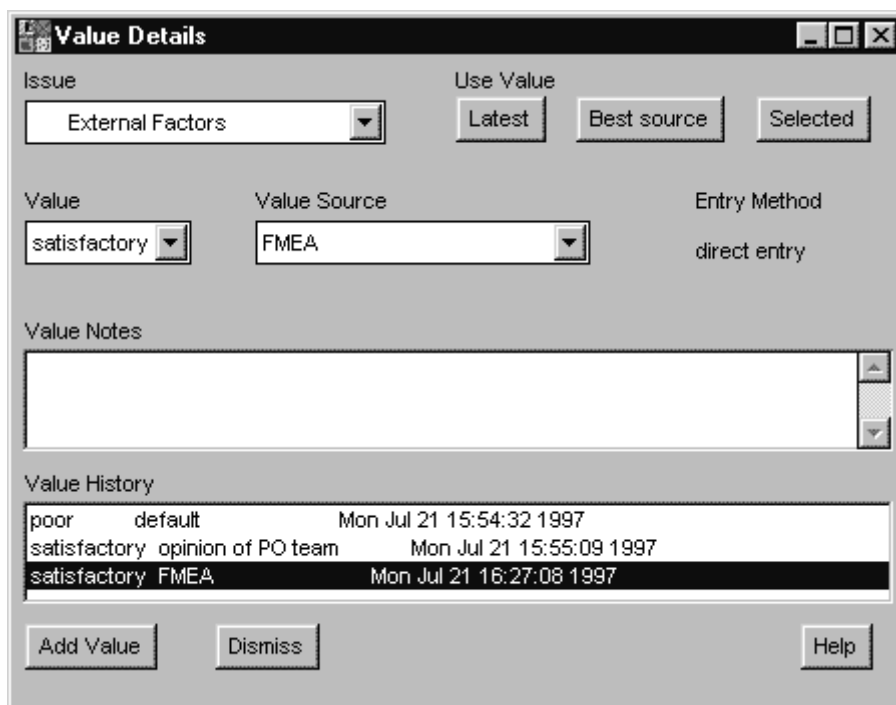 Value Details
Issue
Use Value
External Factors
Latest
Best source
Selected
Value
Value Source
Entry Method
satisfactory
FMEA
direct entry
Value Notes
Value History
poor default Mon Jul 21 15:54:32 1997
satisfactory opinion of PO team Mon Jul 21 15:55:09 1997
satisfactory FMEA Mon Jul 21 16:27:08 1997
Add Value
Dismiss
Help